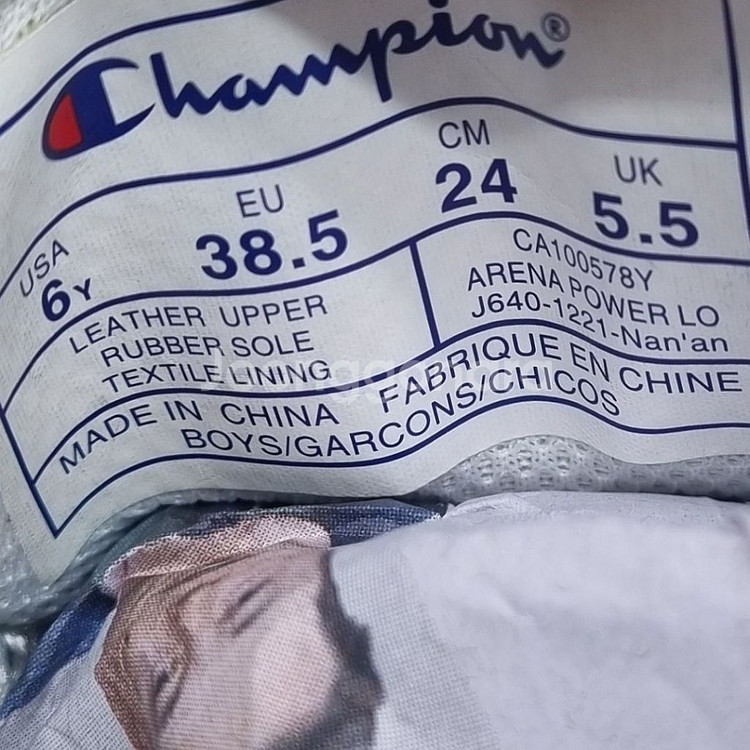 Champion®
USA EU CM UK
6Y 38.5 24 5.5
LEATHER UPPER
RUBBER SOLE
TEXTILE LINING
CA100578Y
ARENA POWER LO
J640-1221-Nan'an
MADE IN CHINA FABRIQUE EN CHINE
BOYS/GARCONS/CHICOS